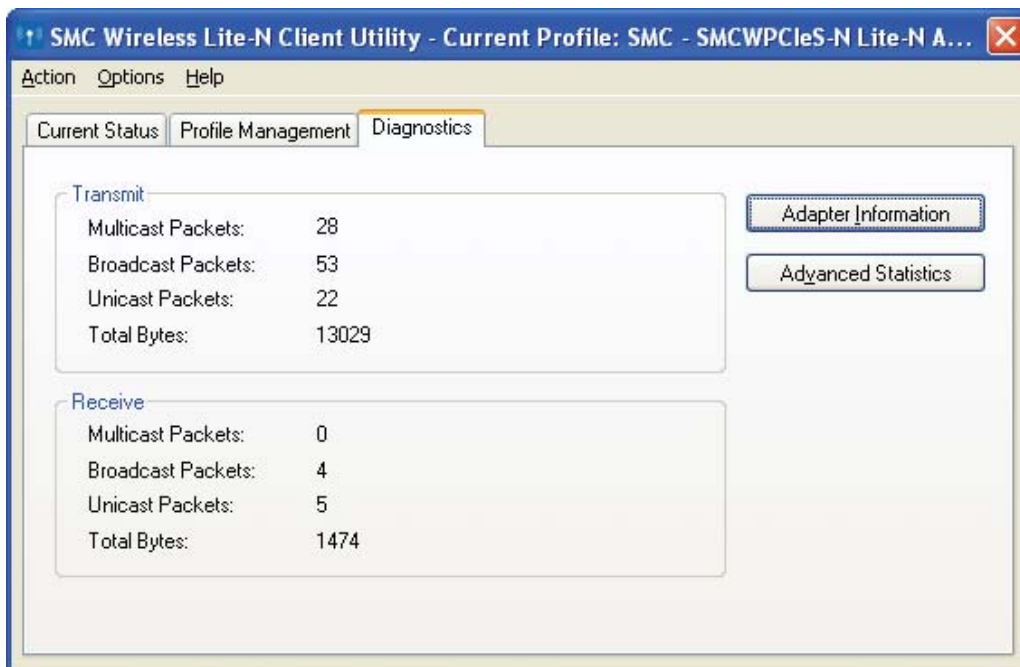 SMC Wireless Lite-N Client Utility - Current Profile: SMC - SMCWPCIeS-N Lite-N A...
Action Options Help
Current Status Profile Management Diagnostics
Transmit
Multicast Packets: 28
Broadcast Packets: 53
Unicast Packets: 22
Total Bytes: 13029
Adapter Information
Advanced Statistics
Receive
Multicast Packets: 0
Broadcast Packets: 4
Unicast Packets: 5
Total Bytes: 1474